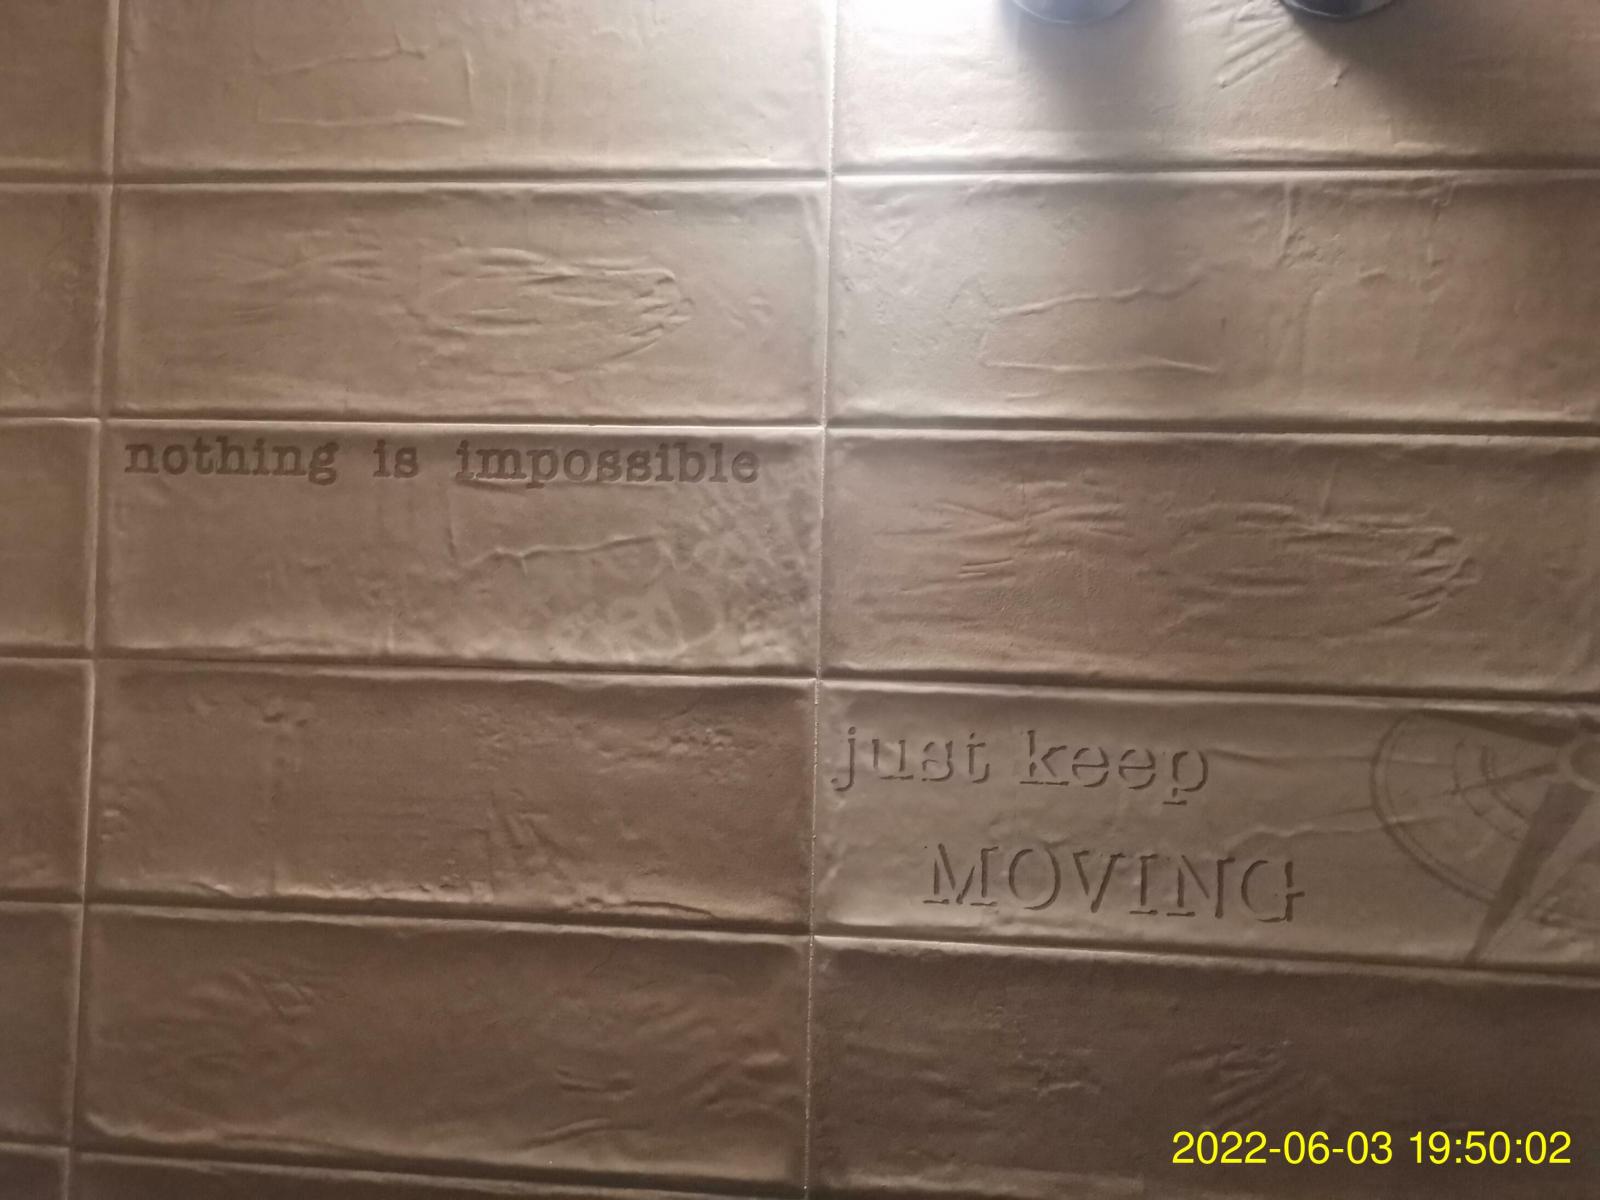 nothing is impossible
just keep
MOVING
2022-06-03 19:50:02